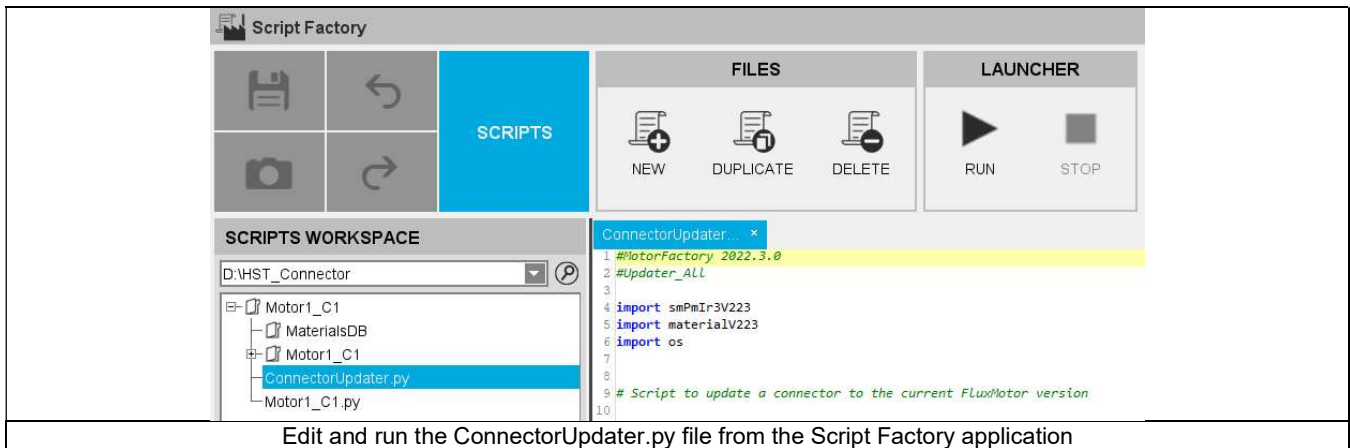 Script Factory
SCRIPTS
FILES
NEW
DUPLICATE
DELETE
LAUNCHER
RUN
STOP
SCRIPTS WORKSPACE
D:\HST_Connector
Motor1_C1
MaterialsDB
Motor1_C1
ConnectorUpdater.py
Motor1_C1.py
ConnectorUpdater... ×
1 #MotorFactory 2022.3.0
2 #Updater_All
3
4 import smPmIr3V223
5 import materialV223
6 import os
7
8
9 # Script to update a connector to the current FluxMotor version
10
Edit and run the ConnectorUpdater.py file from the Script Factory application